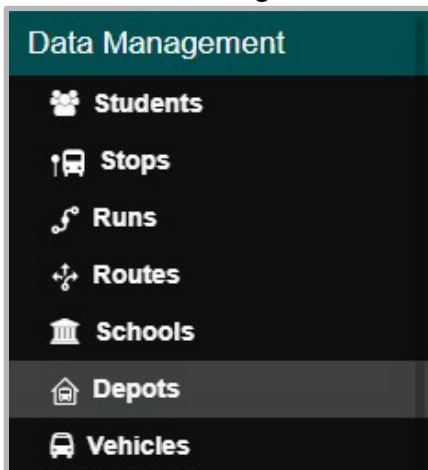 Data Management
Students
Stops
Runs
Routes
Schools
Depots
Vehicles